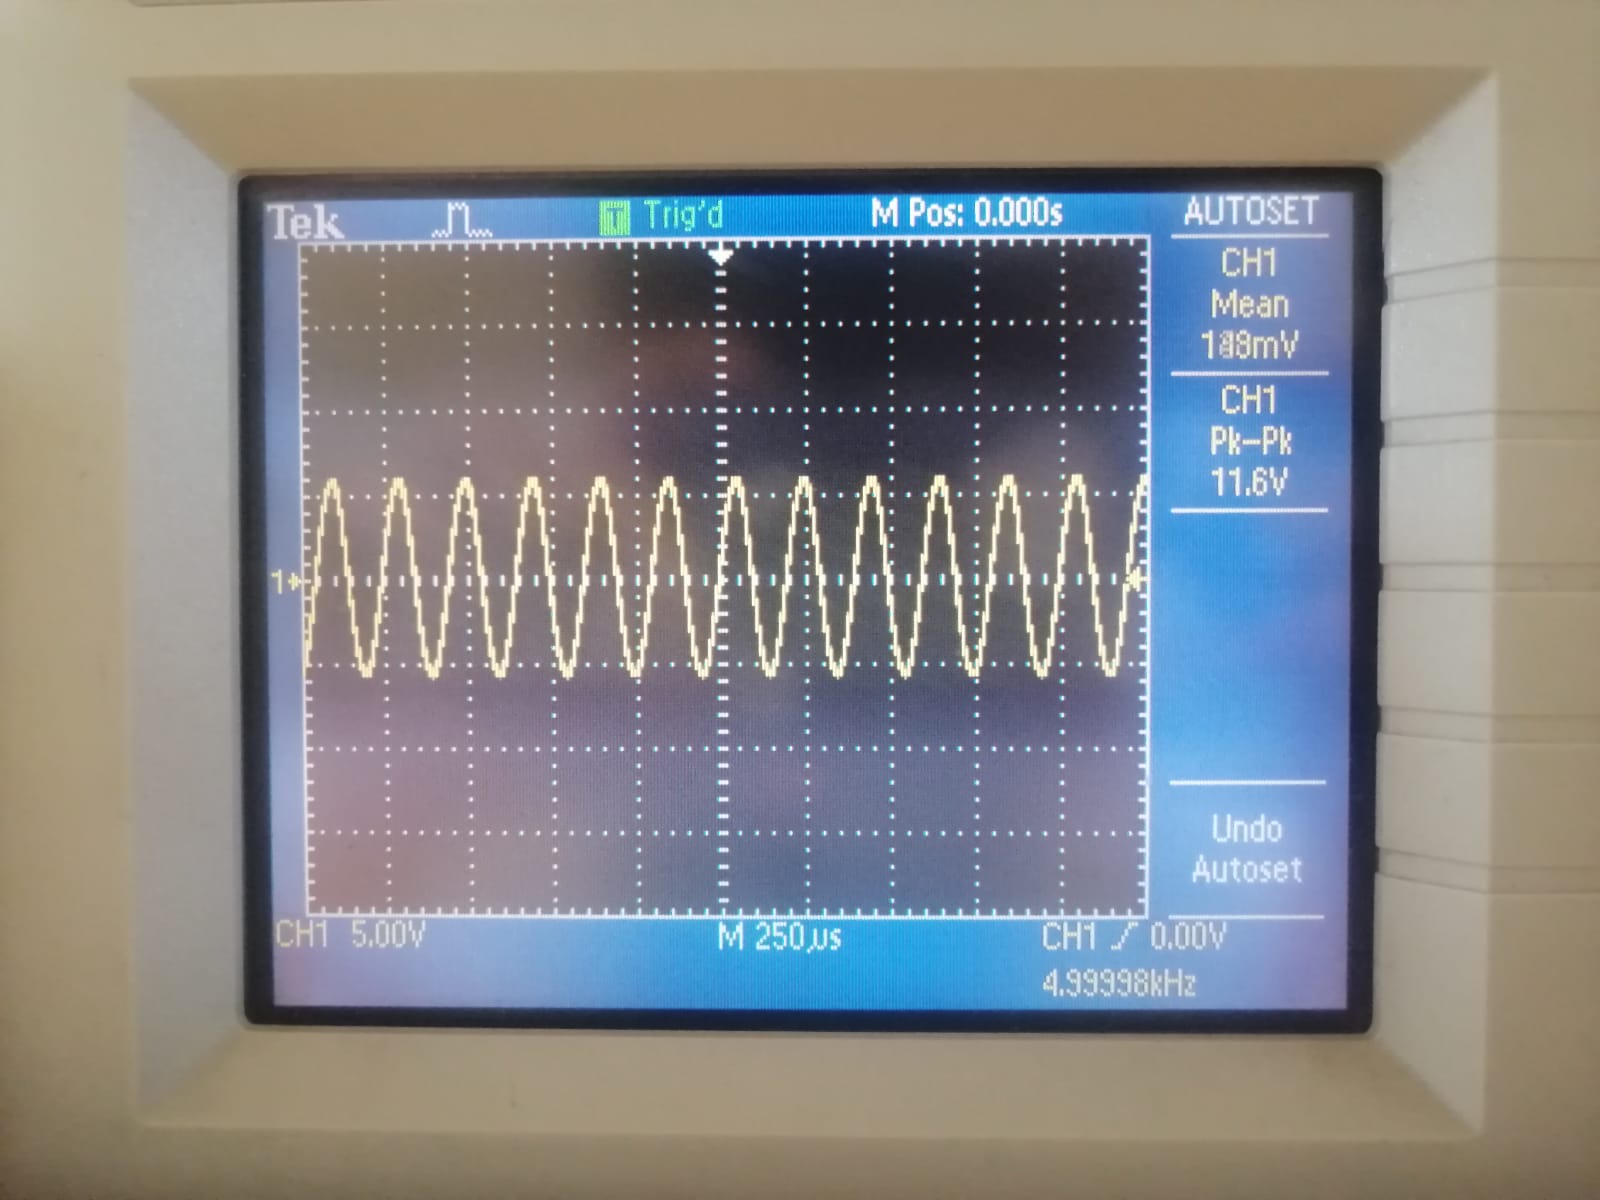 Tek T Trig'd M Pos: 0.000s AUTOSET
CH1
Mean
CH1
Pk-Pk
11.6V
1
Undo
Autoset
CH1 5.00V M 250µs CH1 0.00V
4.99998kHz